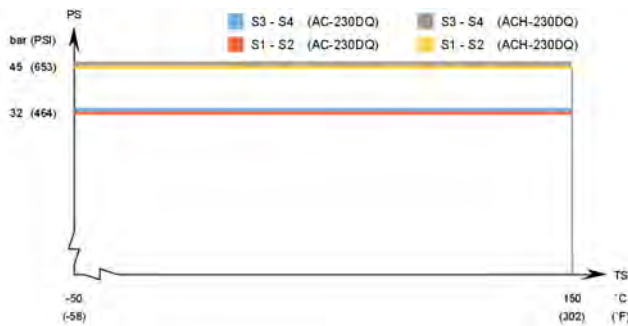 PS
S3 - S4 (AC-230DQ)
S3 - S4 (ACH-230DQ)
bar (PSI)
S1 - S2 (AC-230DQ)
S1 - S2 (ACH-230DQ)
45 (653)
32 (464)
TS
-50 150 °C
(-58) (302) (°F)